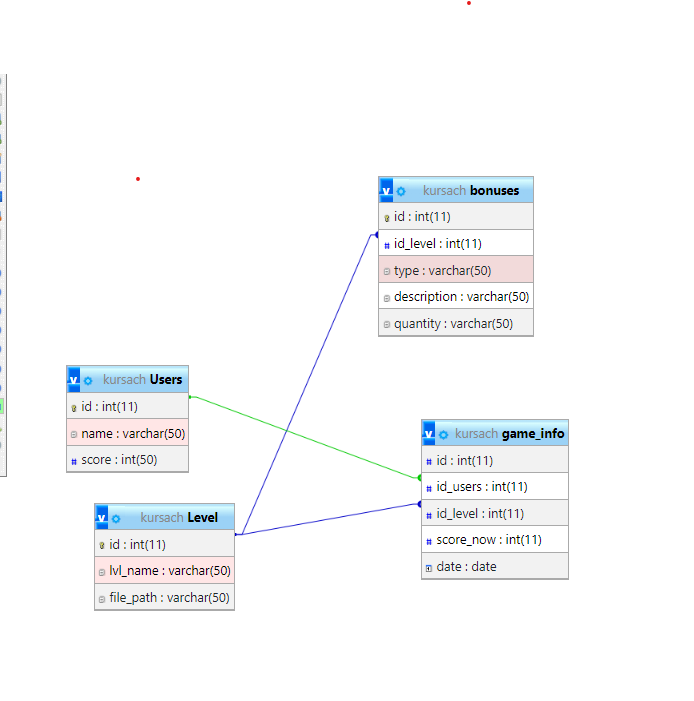 kursach bonuses
id : int(11)
id_level : int(11)
type : varchar(50)
description : varchar(50)
quantity : varchar(50)
kursach Users
id : int(11)
name : varchar(50)
score : int(50)
kursach game_info
id : int(11)
id_users : int(11)
id_level : int(11)
score_now : int(11)
date : date
kursach Level
id : int(11)
lvl_name : varchar(50)
file_path : varchar(50)